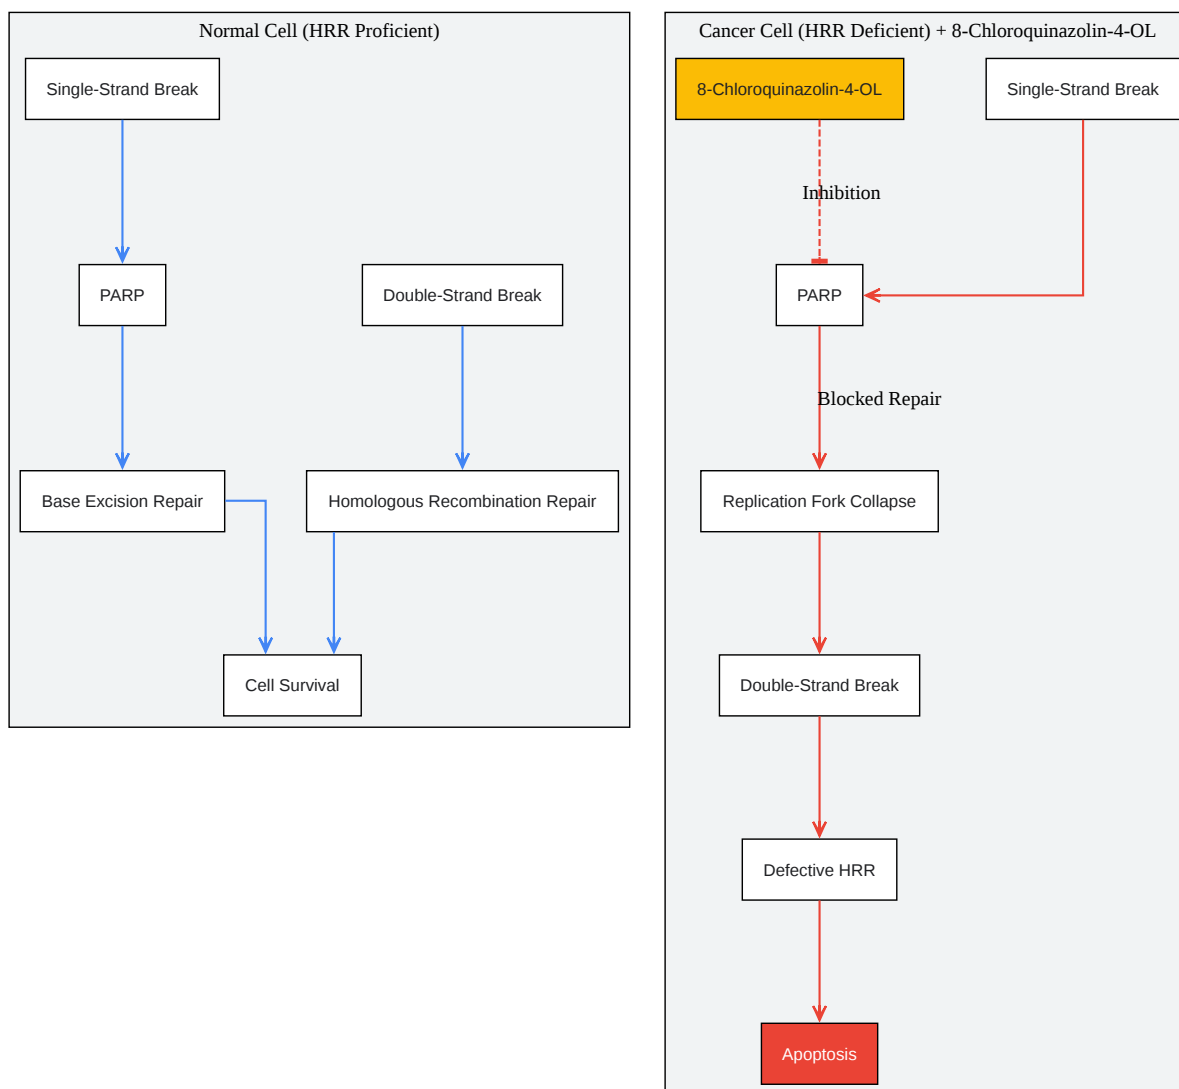 Normal Cell (HRR Proficient)
Single-Strand Break
PARP
Double-Strand Break
Base Excision Repair
Homologous Recombination Repair
Cell Survival
Cancer Cell (HRR Deficient) + 8-Chloroquinazolin-4-OL
8-Chloroquinazolin-4-OL
Single-Strand Break
Inhibition
PARP
Blocked Repair
Replication Fork Collapse
Double-Strand Break
Defective HRR
Apoptosis